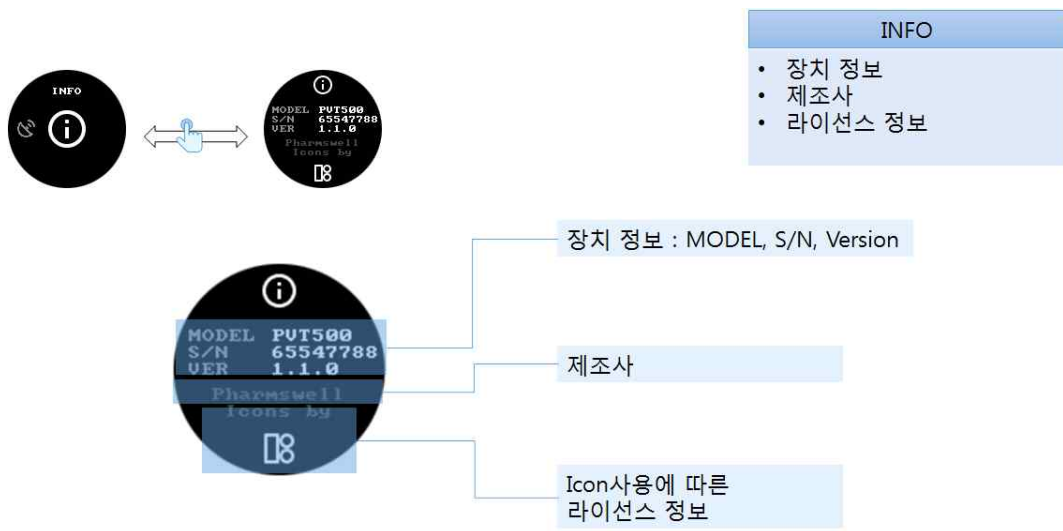 INFO
• 장치 정보
• 제조사
• 라이선스 정보
INFO
MODEL PVT500
S/N 65547788
VER 1.1.0
Pharmswell
Icons by
장치 정보 : MODEL, S/N, Version
MODEL PVT500
S/N 65547788
VER 1.1.0
제조사
Pharmswell
Icons by
Icon사용에 따른
라이선스 정보